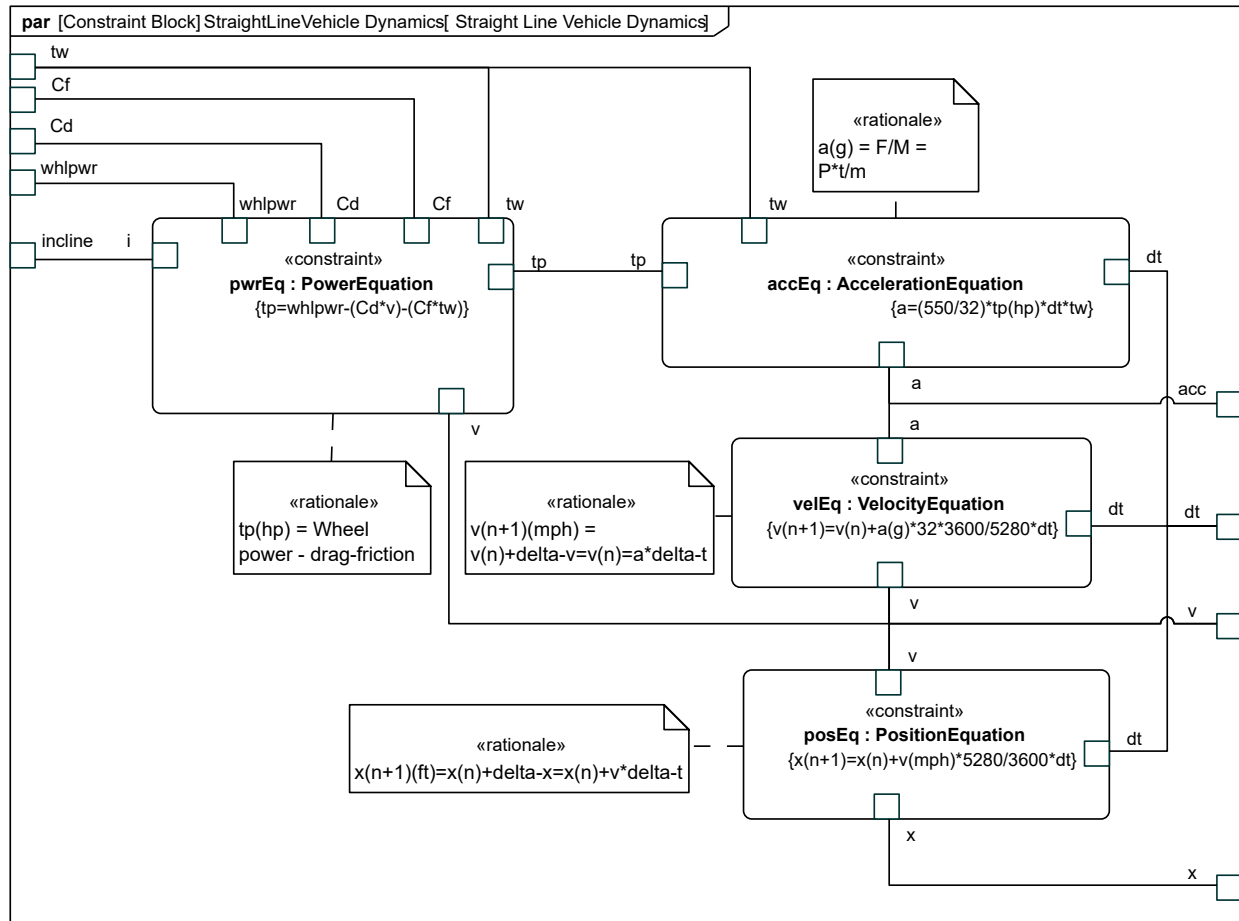 par [Constraint Block] StraightLineVehicle Dynamics[ Straight Line Vehicle Dynamics]
tw
Cf
Cd
whlpwr
incline
i
whlpwr
Cd
Cf
tw
«constraint»
pwrEq : PowerEquation
{tp=whlpwr-(Cd*v)-(Cf*tw)}
tp
v
«rationale»
tp(hp) = Wheel
power - drag-friction
«rationale»
a(g) = F/M =
P*t/m
tw
tp
«constraint»
accEq : AccelerationEquation
{a=(550/32)*tp(hp)*dt*tw}
dt
a
acc
a
«constraint»
velEq : VelocityEquation
{v(n+1)=v(n)+a(g)*32*3600/5280*dt}
dt
dt
v
«rationale»
v(n+1)(mph) =
v(n)+delta-v=v(n)=a*delta-t
v
v
«constraint»
posEq : PositionEquation
{x(n+1)=x(n)+v(mph)*5280/3600*dt}
dt
x
«rationale»
x(n+1)(ft)=x(n)+delta-x=x(n)+v*delta-t
x